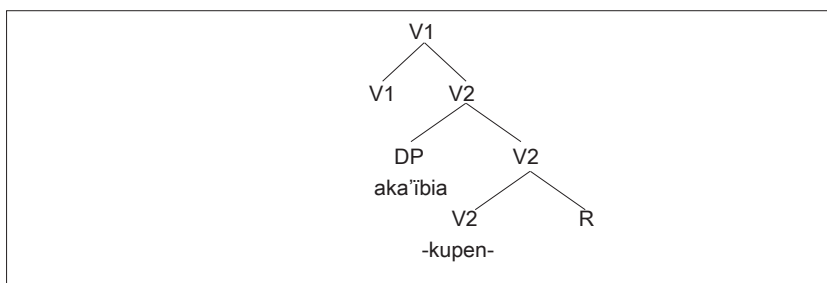 V1
V1 V2
DP V2
aka'ïbia
V2 R
-kupen-